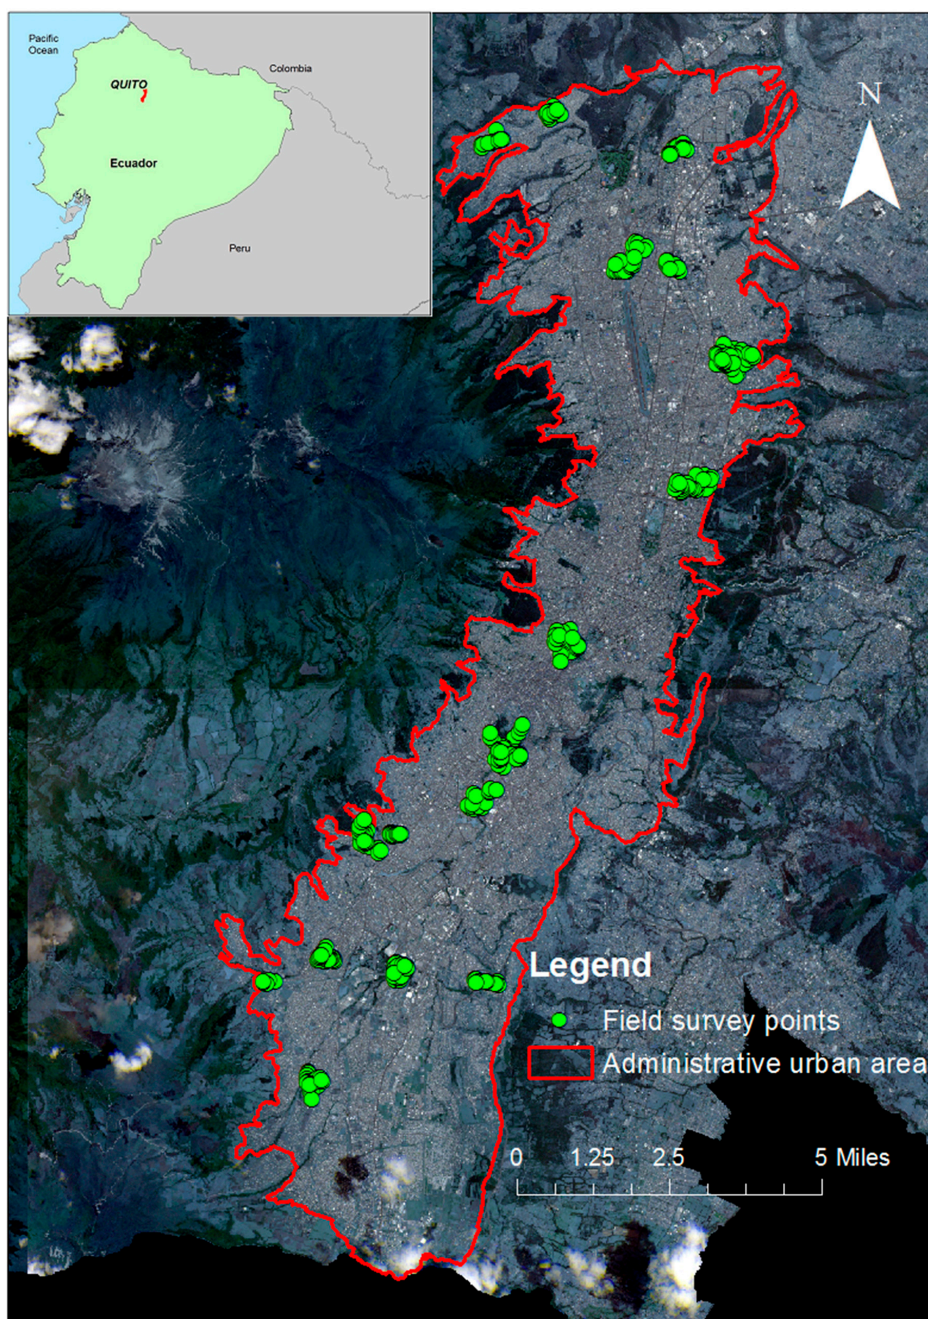 Pacific
Ocean
Colombia
QUITO
Ecuador
Peru
N
Legend
Field survey points
Administrative urban area
0 1.25 2.5 5 Miles